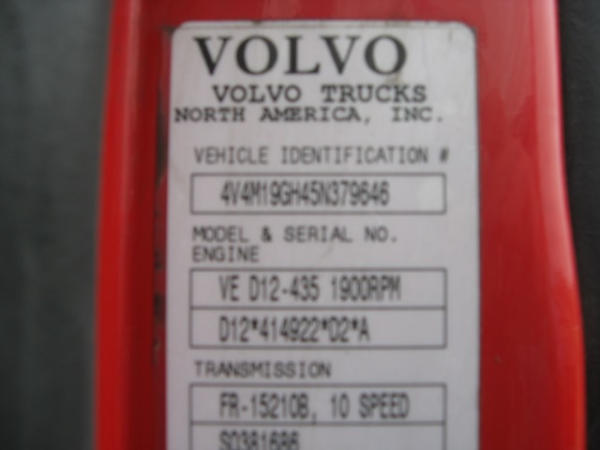 VOLVO
VOLVO TRUCKS
NORTH AMERICA, INC.
VEHICLE IDENTIFICATION #
4V4M19GH45N379646
MODEL & SERIAL NO.
ENGINE
VE D12-435 1900RPM
D12*414922*D2*A
TRANSMISSION
FR-15210B, 10 SPEED
S0381686